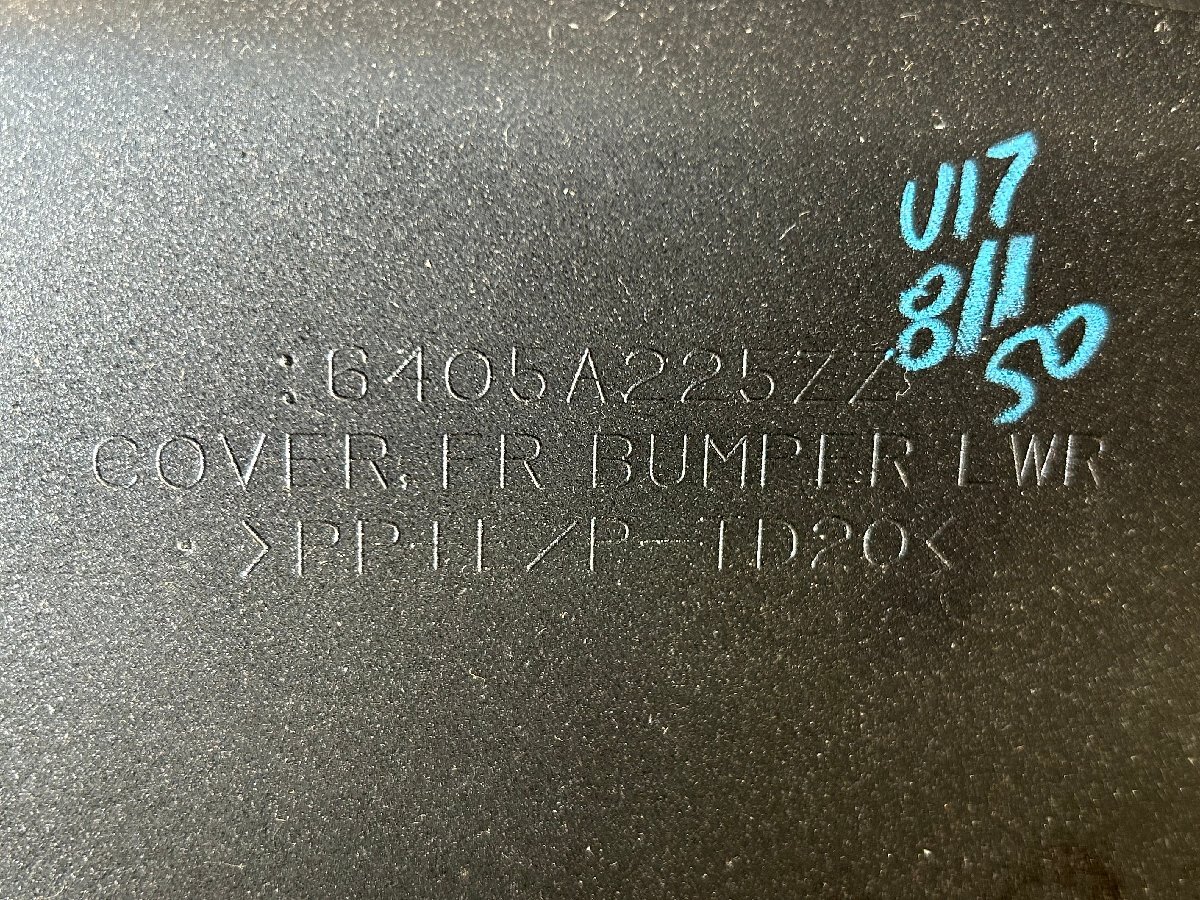 U17
811
50
:6405A225ZZ
COVER,FR BUMPER LWR
· >PP+E/P-TD20<